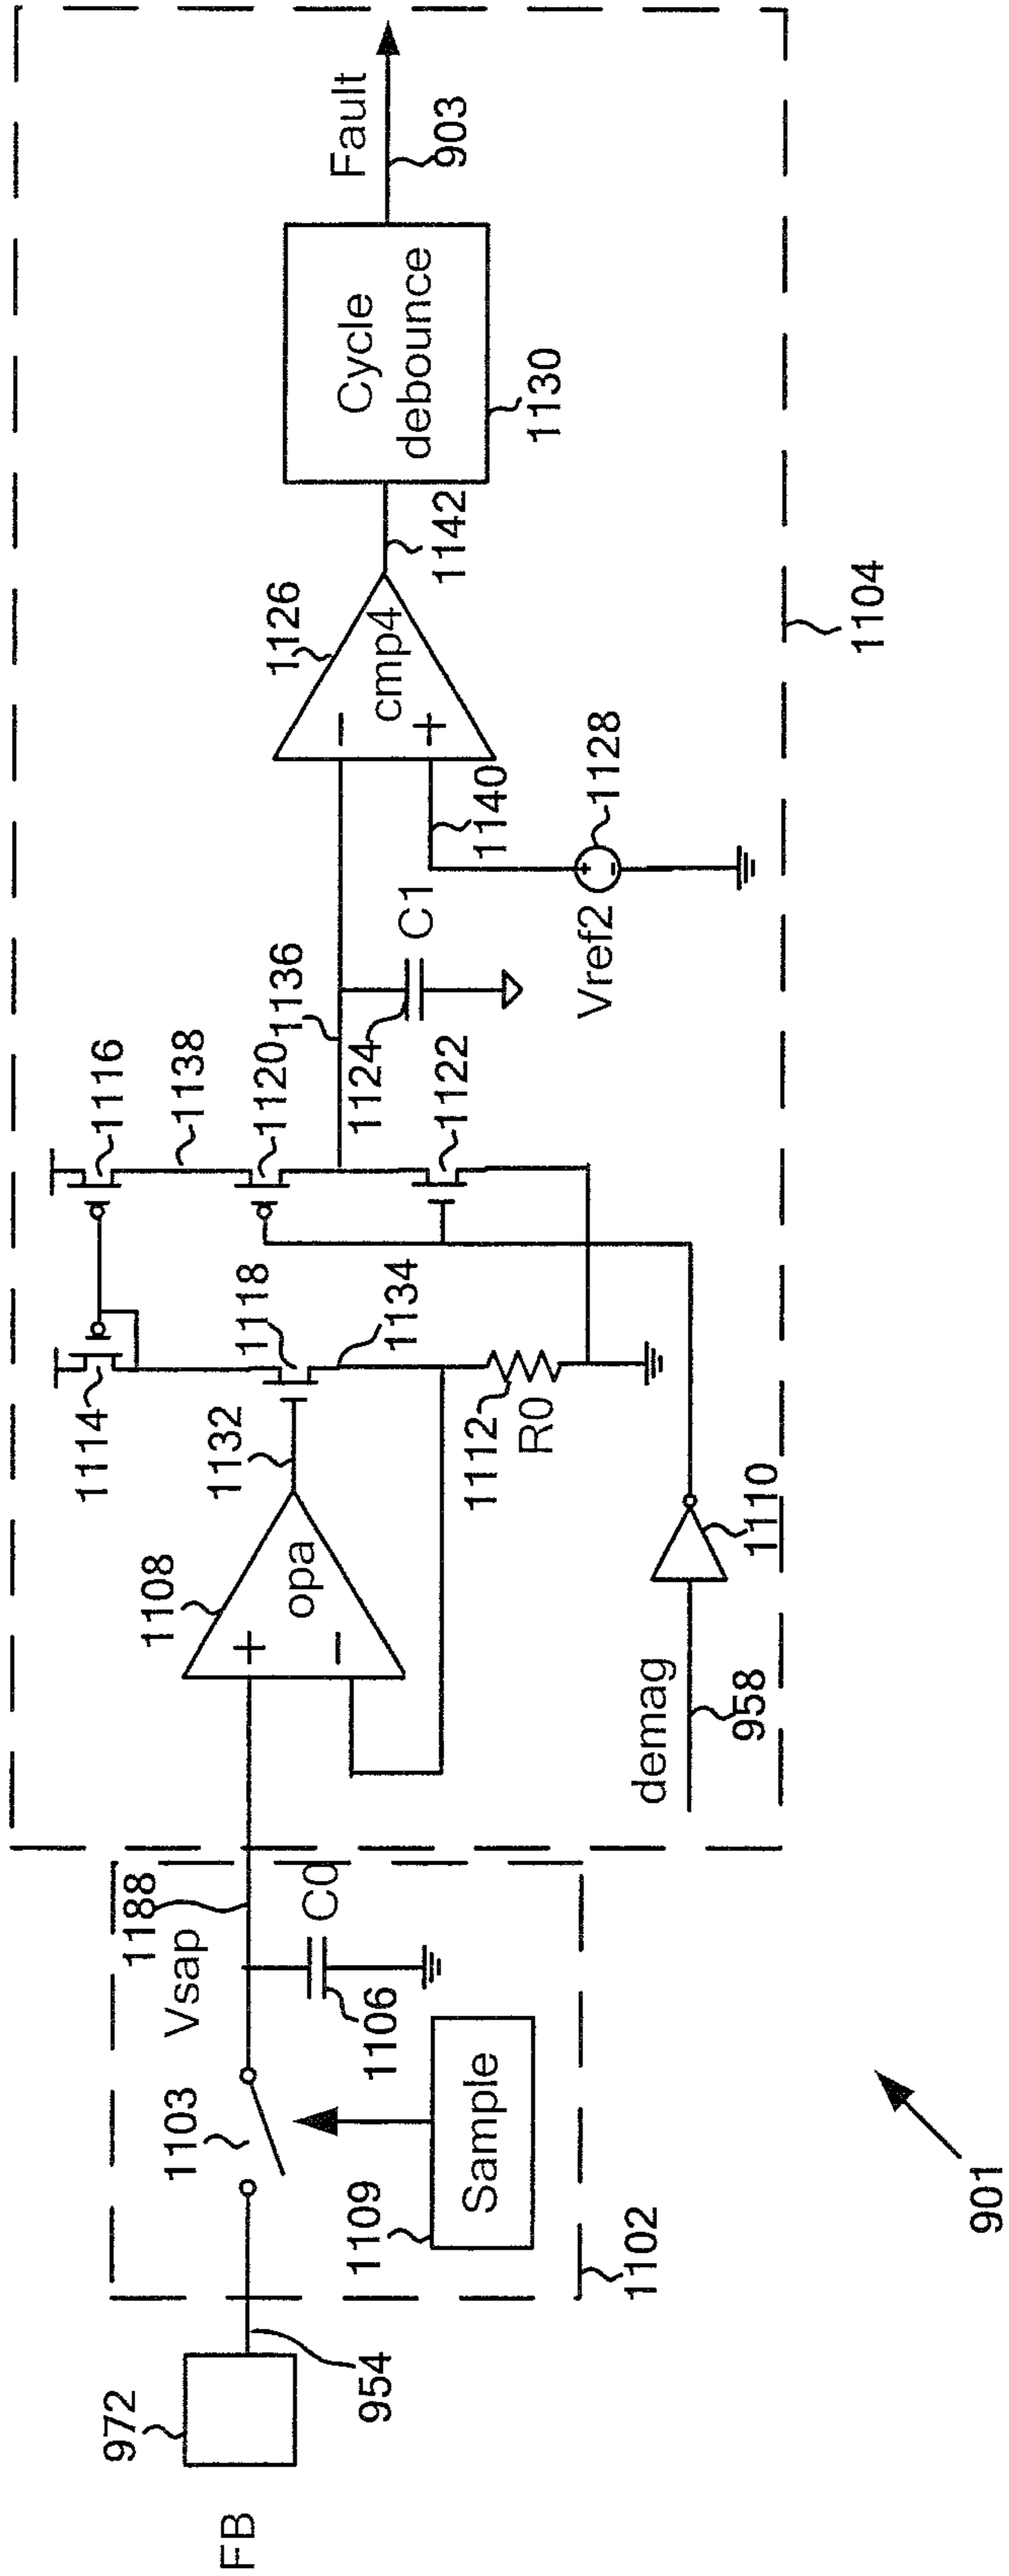 FB
972
954
1102
1103
1109
Sample
Vsap
1188
C0
1106
1108
+
-
opa
1132
demag
958
1110
1114
1118
1134
1112
R0
1116
1138
1120
1136
1124
C1
1122
1126
-
+
cmp4
1140
Vref2
+
-
1128
1142
Cycle
debounce
1130
Fault
903
1104
901